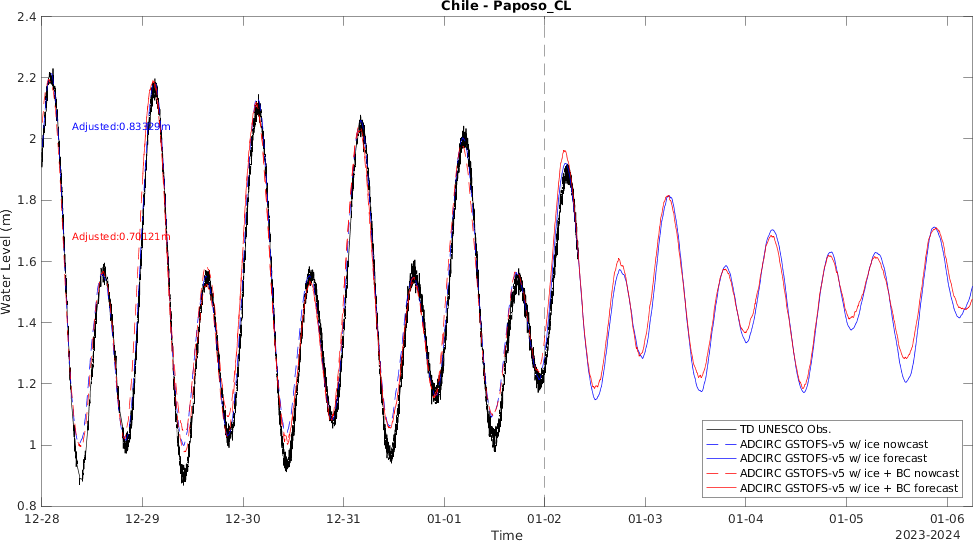 Chile - Paposo_CL
2.4
2.2
2
1.8
1.6
1.4
1.2
1
0.8
Water Level (m)
Adjusted:0.83329m
Adjusted:0.70121m
TD UNESCO Obs.
ADCIRC GSTOFS-v5 w/ ice nowcast
ADCIRC GSTOFS-v5 w/ ice forecast
ADCIRC GSTOFS-v5 w/ ice + BC nowcast
ADCIRC GSTOFS-v5 w/ ice + BC forecast
12-28 12-29 12-30 12-31 01-01 01-02 01-03 01-04 01-05 01-06
Time
2023-2024